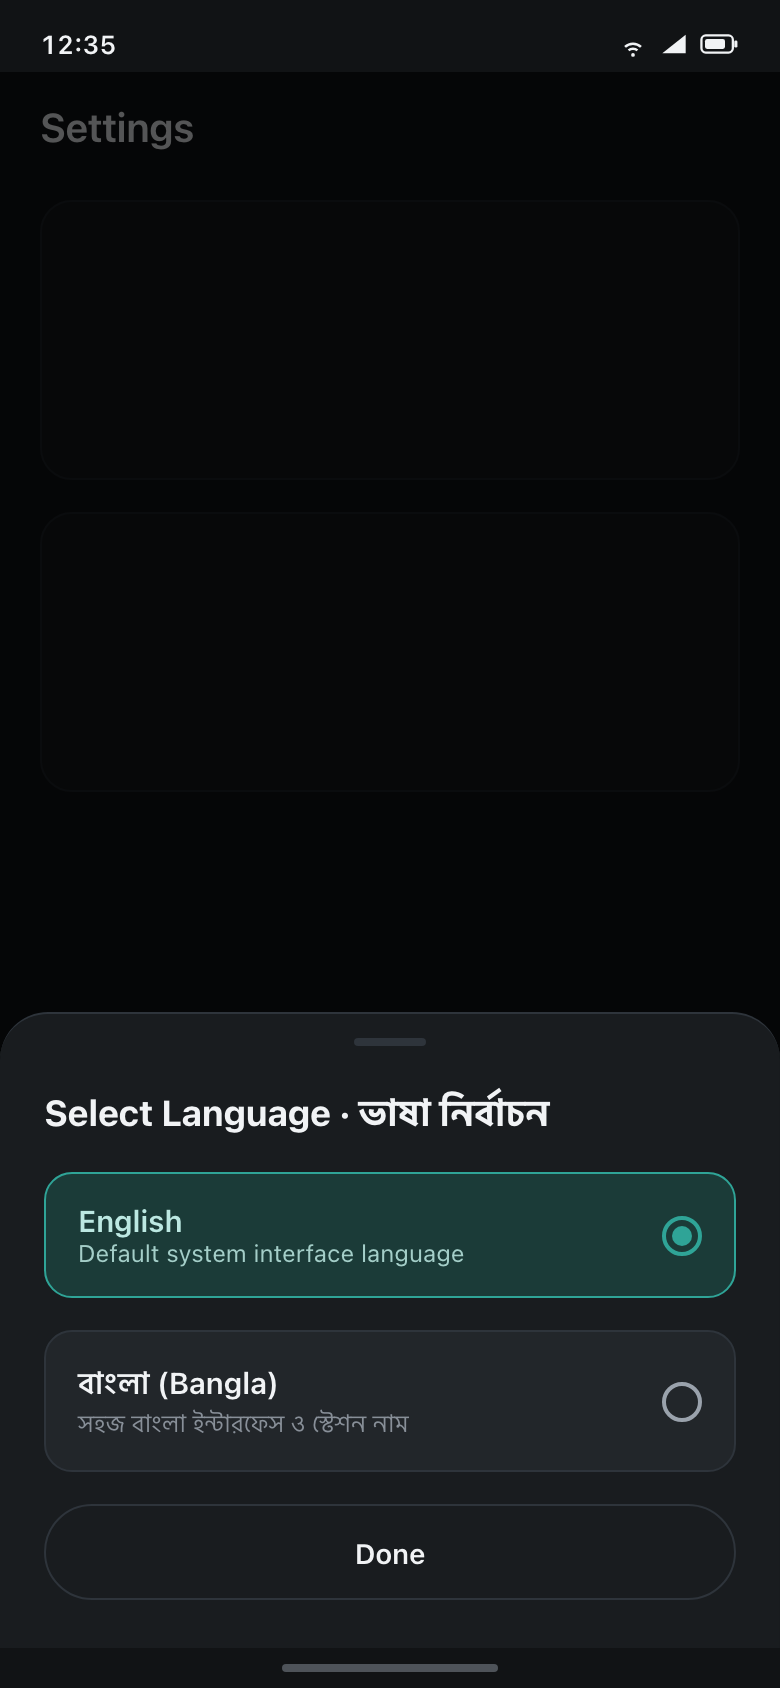 12:35
Settings
Select Language · ভাষা নির্বাচন
English
Default system interface language
বাংলা (Bangla)
সহজ বাংলা ইন্টারফেস ও স্টেশন নাম
Done